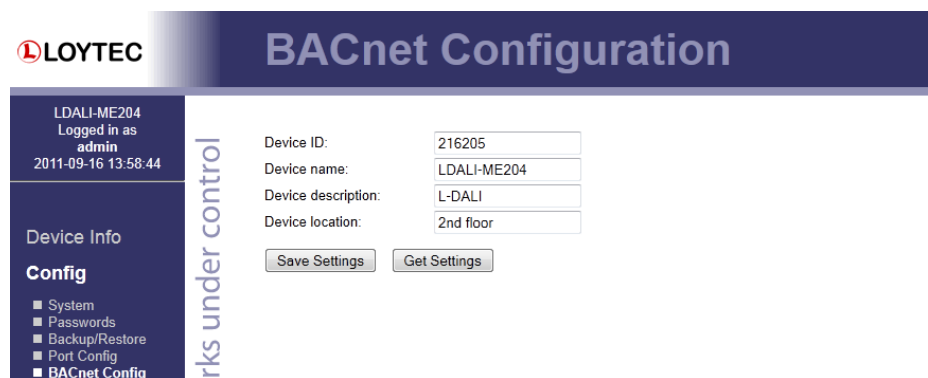 LOYTEC
BACnet Configuration
LDALI-ME204
Logged in as
admin
2011-09-16 13:58:44
Device Info
Config
System
Passwords
Backup/Restore
Port Config
BACnet Config
rks under control
Device ID: 216205
Device name: LDALI-ME204
Device description: L-DALI
Device location: 2nd floor
Save Settings Get Settings